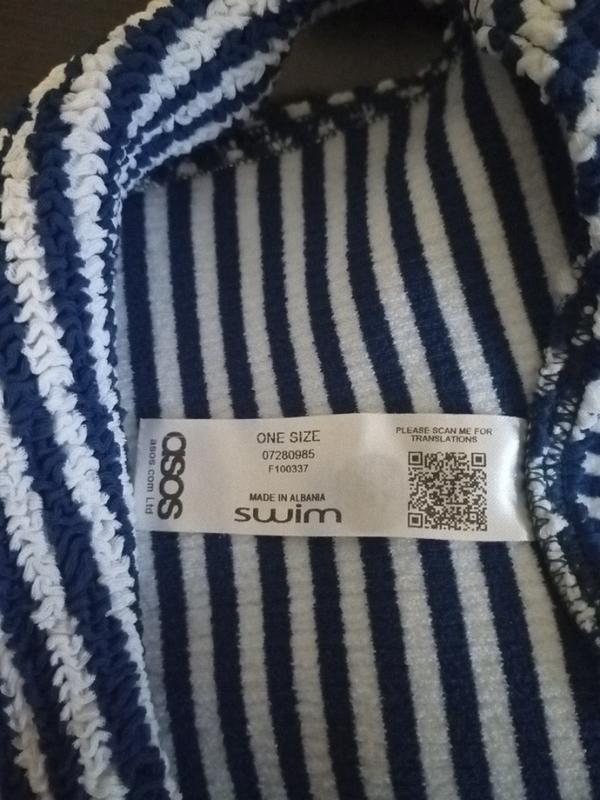 asos
asos.com Ltd
ONE SIZE
07280985
F100337
MADE IN ALBANIA
swim
PLEASE SCAN ME FOR
TRANSLATIONS